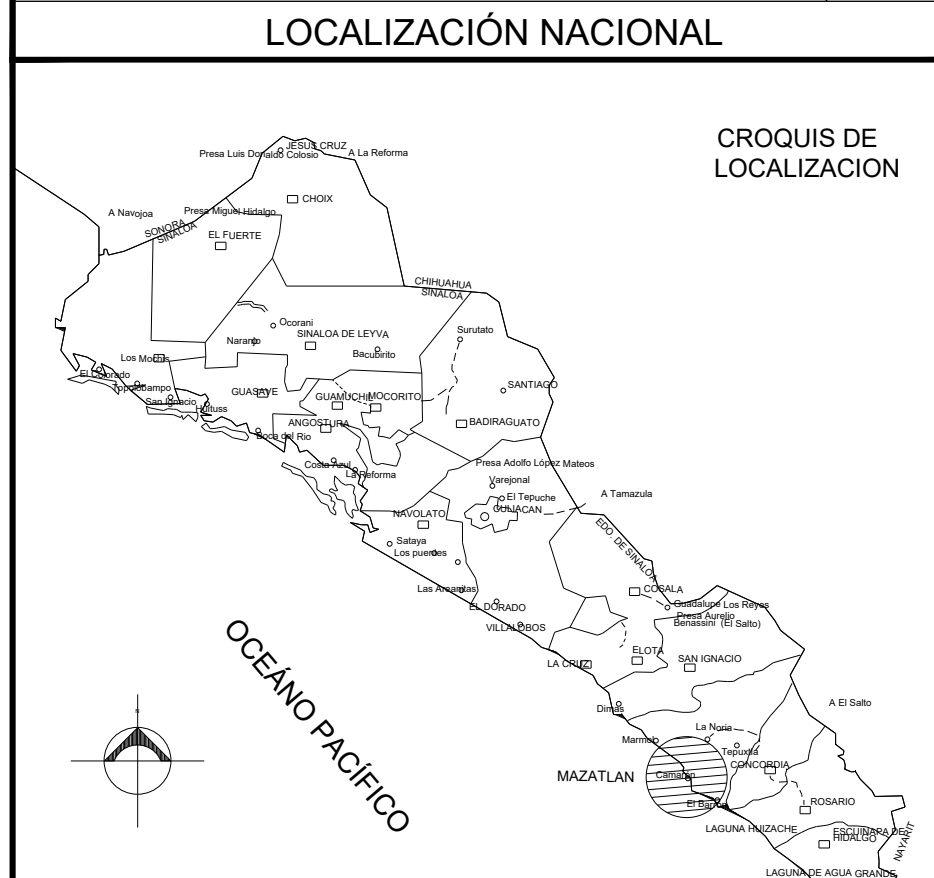 LOCALIZACIÓN NACIONAL
CROQUIS DE
LOCALIZACION
JESUS CRUZ
Presa Luis Donaldo Colosio
A La Reforma
CHOIX
A Navojoa
Presa Miguel Hidalgo
SONORA
SINALOA
EL FUERTE
CHIHUAHUA
SINALOA
Ocorani
SINALOA DE LEYVA
Surutato
Naranjo
Bacubirito
Los Mochis
El Colorado
Topolobampo
SANTIAGO
San Ignacio
Huituss
GUASAVE
GUAMUCHIL
MOCORITO
ANGOSTURA
BADIRAGUATO
Boca del Rio
Costa Azul
La Reforma
Presa Adolfo López Mateos
Varejonal
El Tepuche
A Tamazula
CULIACAN
NAVOLATO
EDO. DE SINALOA
Sataya
Los puentes
Las Arenitas
COSALA
EL DORADO
Guadalupe Los Reyes
Presa Aurelio
Benassini (El Salto)
VILLALOBOS
LA CRUZ
ELOTA
SAN IGNACIO
OCEÁNO PACÍFICO
Dimas
A El Salto
N
La Noria
Marmol
Tepuxtla
CONCORDIA
MAZATLAN
Camarón
El Barron
ROSARIO
LAGUNA HUIZACHE
ESCUINAPA DE
HIDALGO
NAYARIT
LAGUNA DE AGUA GRANDE